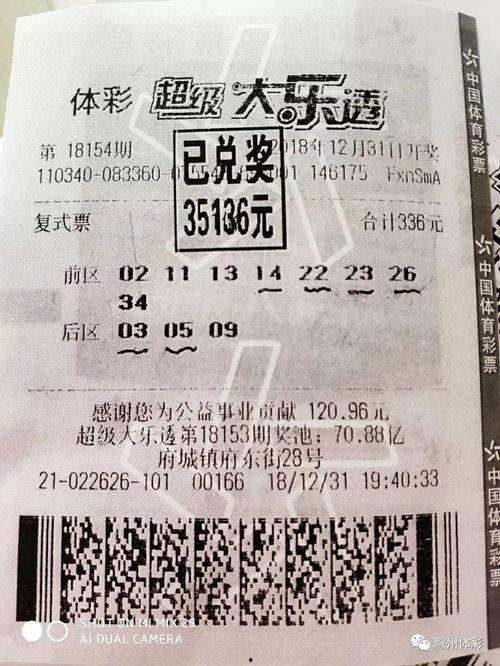 体彩 超级大乐透
第 18154期 2018年12月31日开奖
110340-083360- 001 146175 FxnSmA
已兑奖
35136元
复式票 合计336元
前区 02 11 13 14 22 23 26
34
后区 03 05 09
感谢您为公益事业贡献 120.96元
超级大乐透第18153期奖池：70.88亿
府城镇府东街28号
21-022626-101 00166 18/12/31 19:40:33
SHOT ON MI MIX 2S
AI DUAL CAMERA
滁州体彩
中国体育彩票
中国体育彩票
中国体育彩票